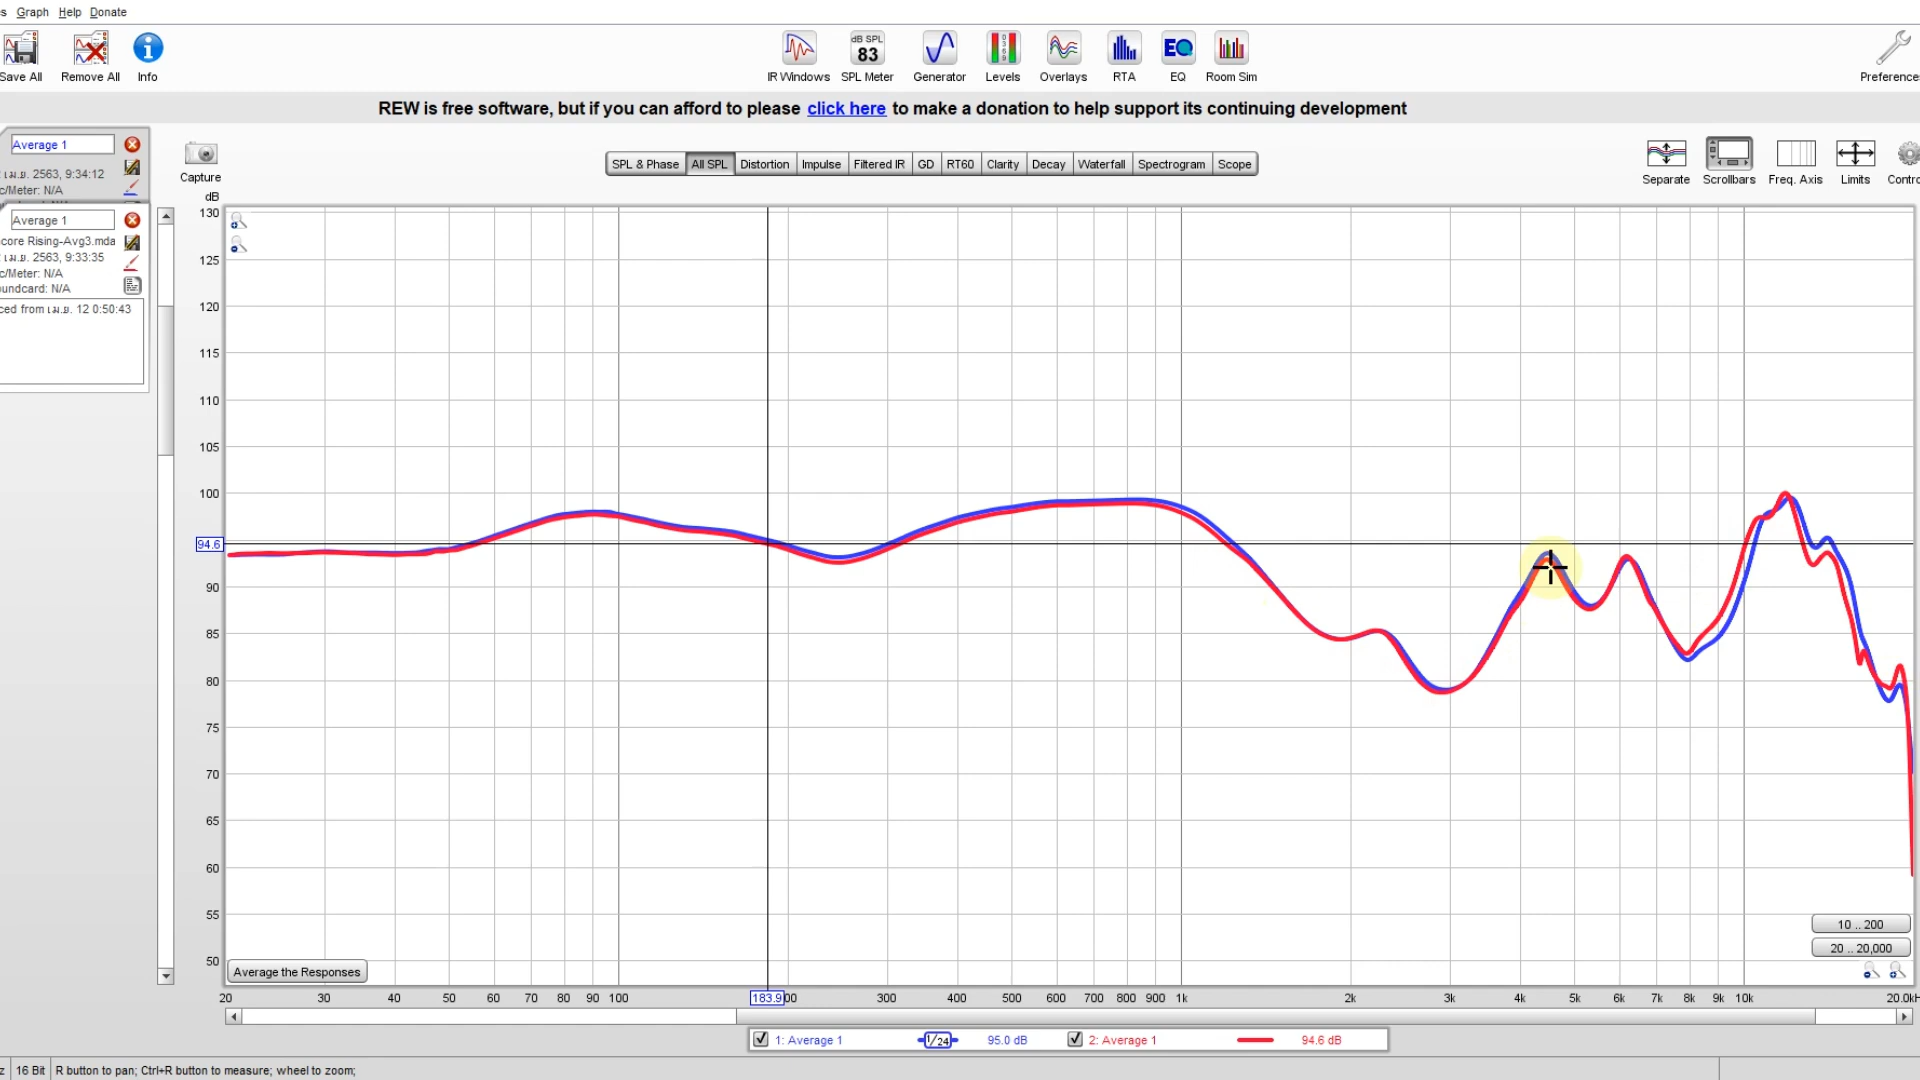 s Graph Help Donate
Save All Remove All Info
IR Windows SPL Meter Generator Levels Overlays RTA EQ Room Sim
dB SPL
83
EQ
Preference
REW is free software, but if you can afford to please click here to make a donation to help support its continuing development
Average 1
เม.ย. 2563, 9:34:12
c/Meter: N/A
Average 1
core Rising-Avg3.mda
เม.ย. 2563, 9:33:35
c/Meter: N/A
undcard: N/A
ced from เม.ย. 12 0:50:43
Capture
SPL & Phase All SPL Distortion Impulse Filtered IR GD RT60 Clarity Decay Waterfall Spectrogram Scope
Separate Scrollbars Freq. Axis Limits Contro
dB
130
125
120
115
110
105
100
94.6
90
85
80
75
70
65
60
55
50
Average the Responses
10 .. 200
20 .. 20,000
20 30 40 50 60 70 80 90 100 183.9 00 300 400 500 600 700 800 900 1k 2k 3k 4k 5k 6k 7k 8k 9k 10k 20.0kH
1: Average 1 1/24 95.0 dB 2: Average 1 94.6 dB
z 16 Bit R button to pan; Ctrl+R button to measure; wheel to zoom;